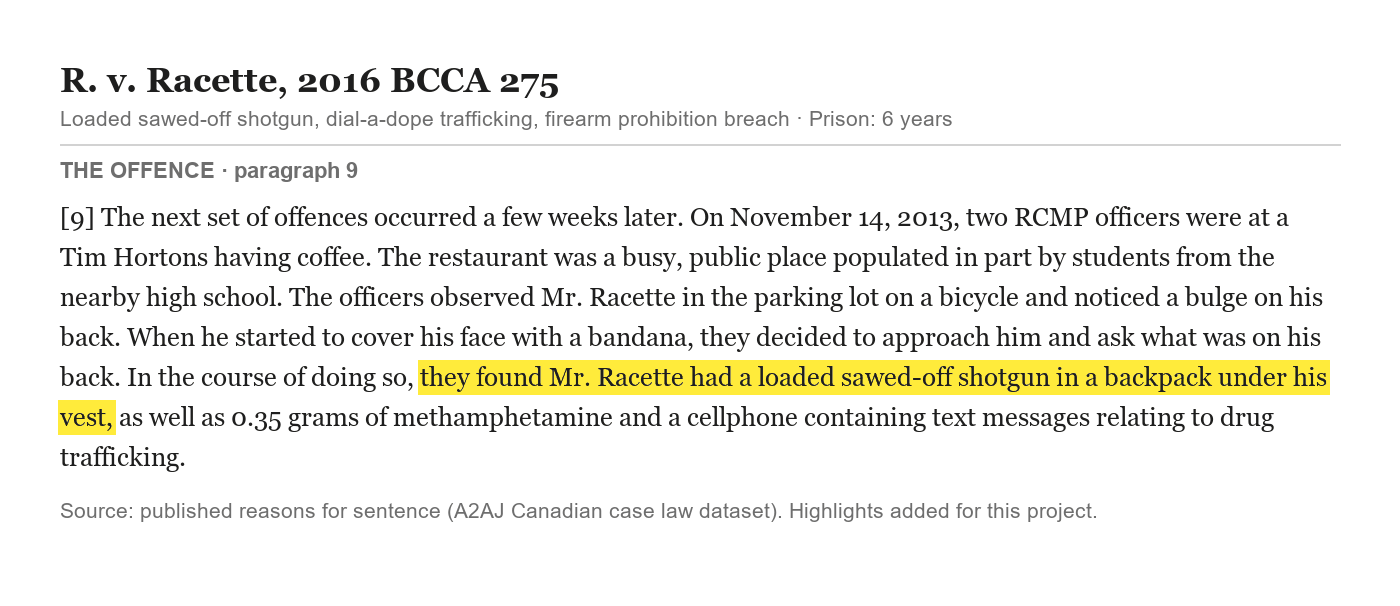 R. v. Racette, 2016 BCCA 275
Loaded sawed-off shotgun, dial-a-dope trafficking, firearm prohibition breach · Prison: 6 years
THE OFFENCE · paragraph 9
[9] The next set of offences occurred a few weeks later. On November 14, 2013, two RCMP officers were at a
Tim Hortons having coffee. The restaurant was a busy, public place populated in part by students from the
nearby high school. The officers observed Mr. Racette in the parking lot on a bicycle and noticed a bulge on his
back. When he started to cover his face with a bandana, they decided to approach him and ask what was on his
back. In the course of doing so, they found Mr. Racette had a loaded sawed-off shotgun in a backpack under his
vest, as well as 0.35 grams of methamphetamine and a cellphone containing text messages relating to drug
trafficking.
Source: published reasons for sentence (A2AJ Canadian case law dataset). Highlights added for this project.